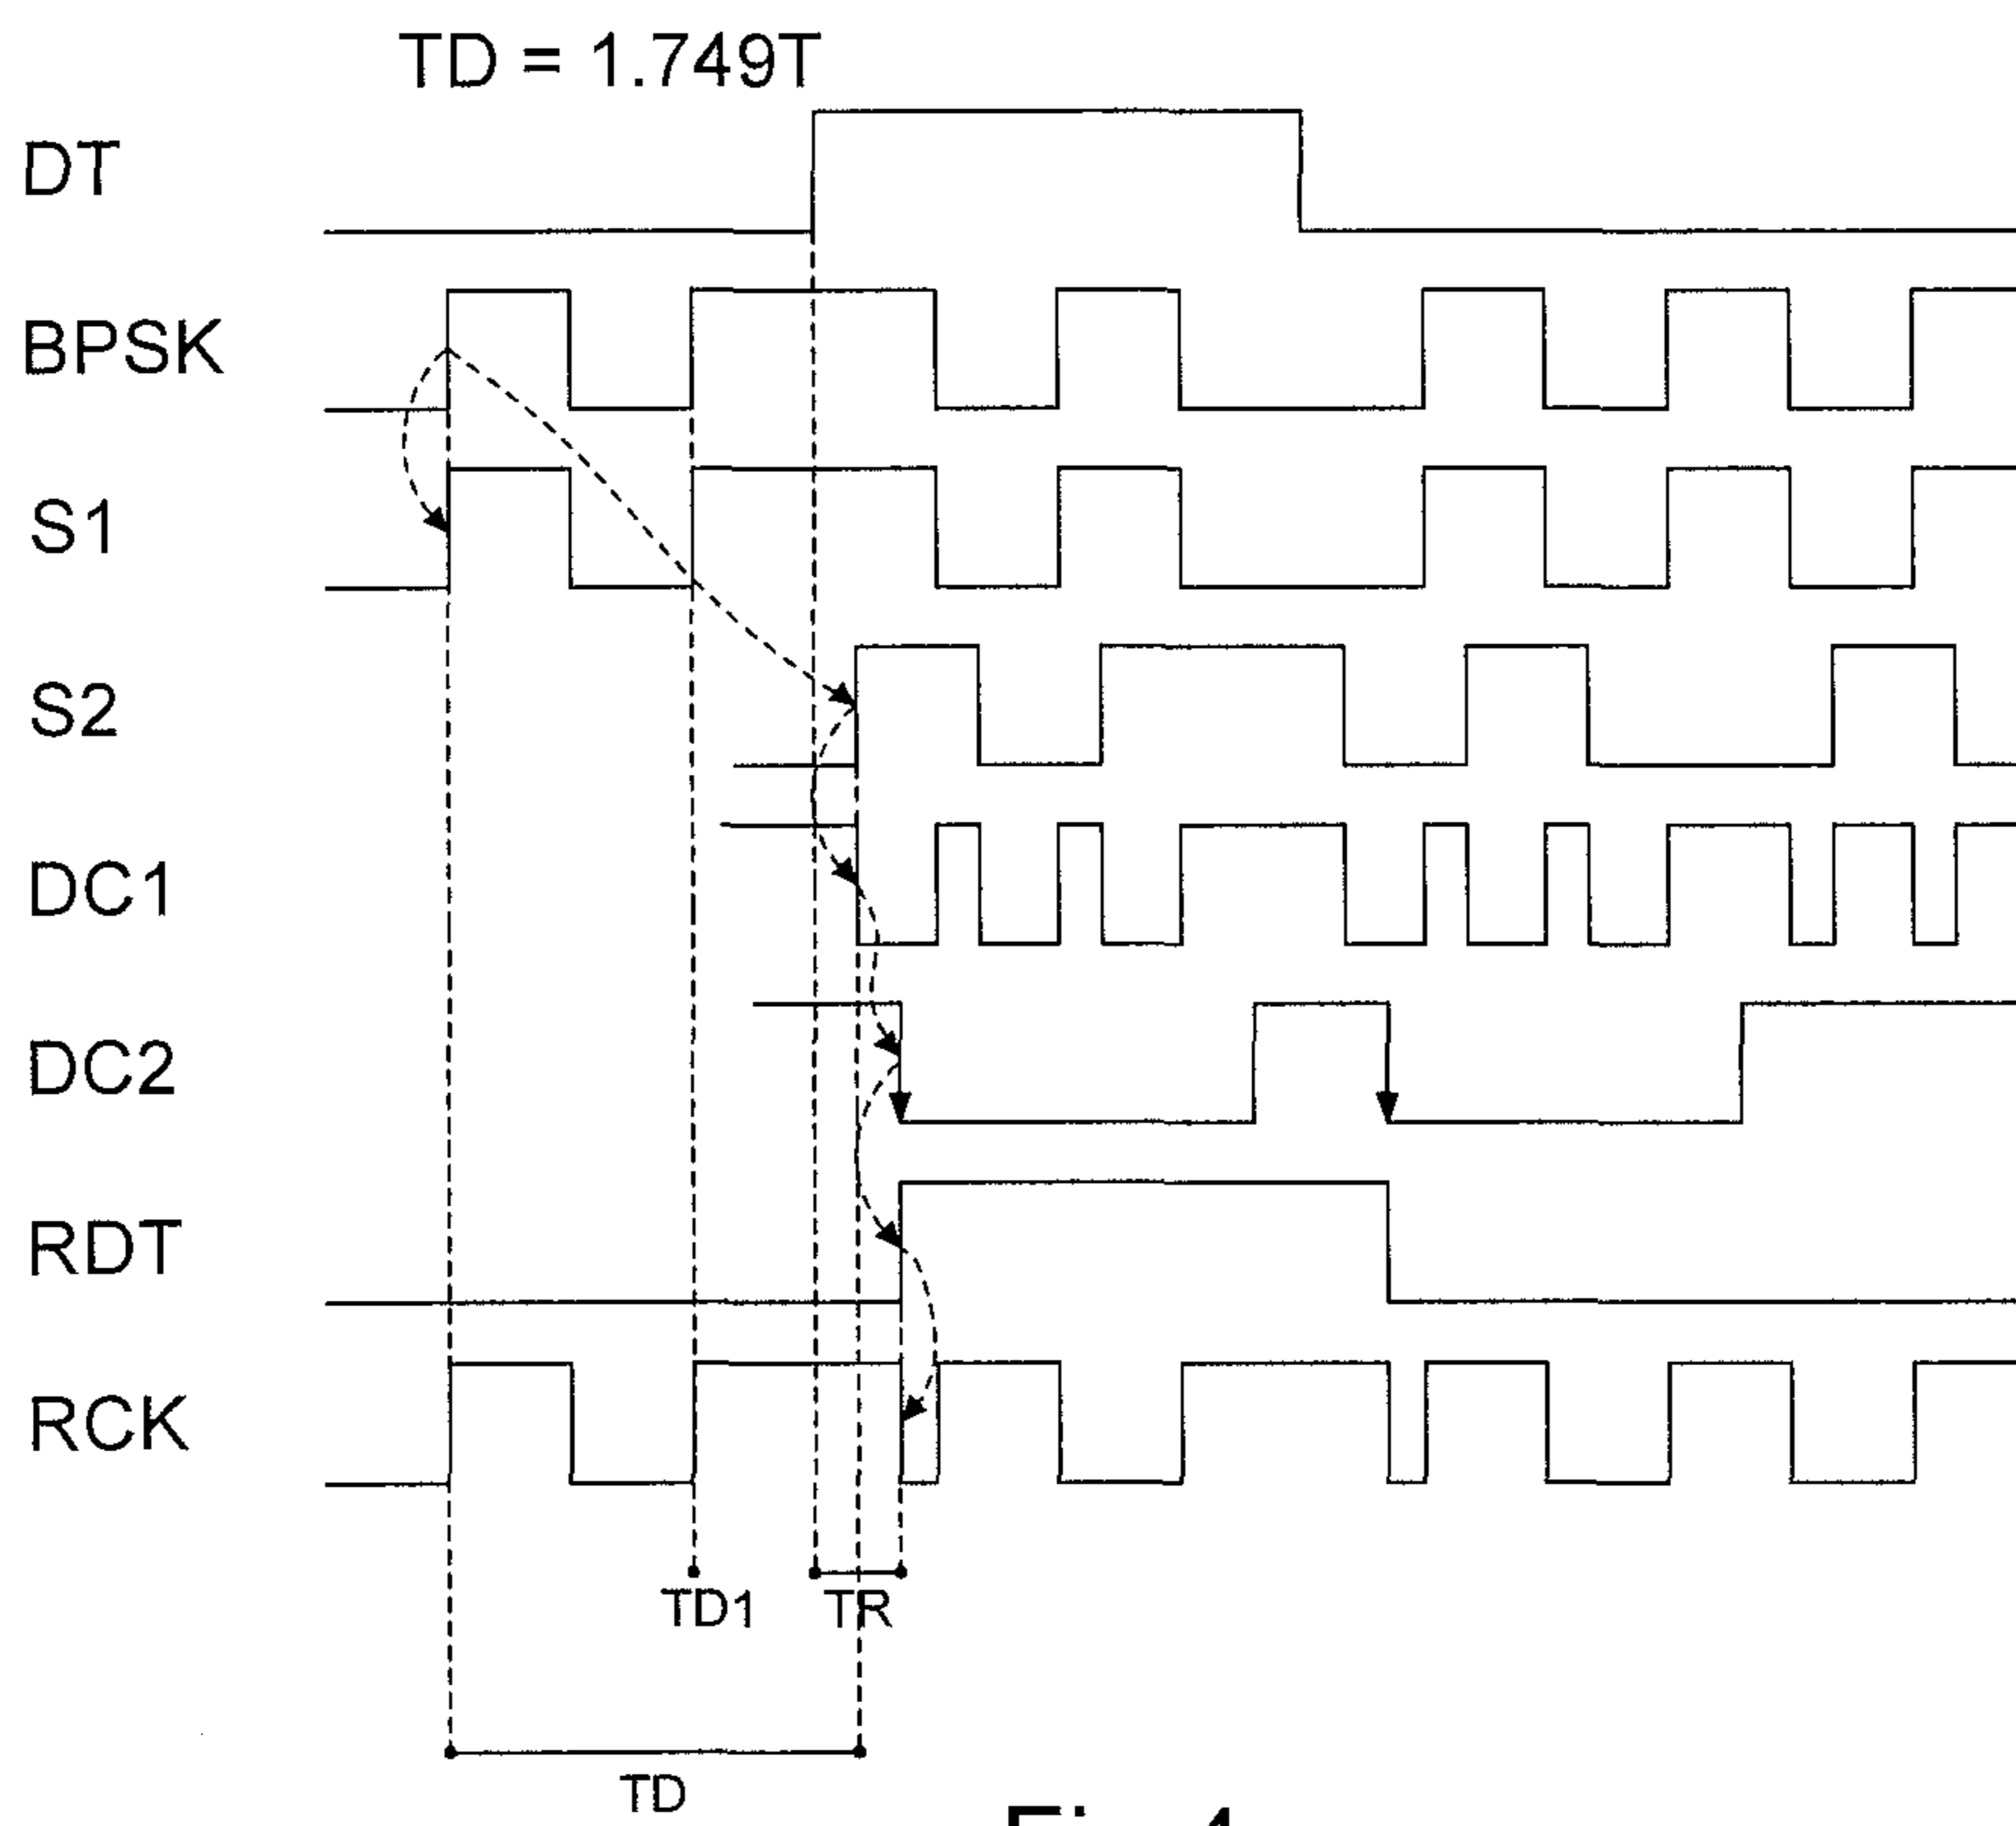 TD = 1.749T
DT
BPSK
S1
S2
DC1
DC2
RDT
RCK
TD1
TR
TD